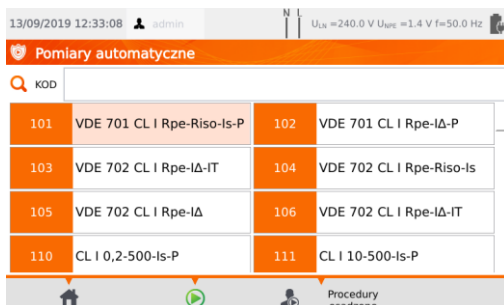 13/09/2019 12:33:08 admin N L U_LN =240.0 V U_NPE =1.4 V f=50.0 Hz
Pomiary automatyczne
KOD
101 VDE 701 CL I Rpe-Riso-Is-P 102 VDE 701 CL I Rpe-IΔ-P
103 VDE 702 CL I Rpe-IΔ-IT 104 VDE 702 CL I Rpe-Riso-Is
105 VDE 702 CL I Rpe-IΔ 106 VDE 702 CL I Rpe-IΔ-IT
110 CL I 0,2-500-Is-P 111 CL I 10-500-Is-P
Procedury